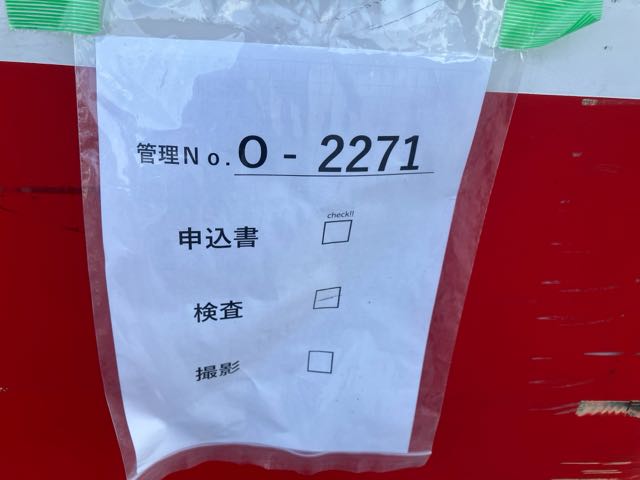 管理No. O - 2271
check!!
申込書 □
検査 □
撮影 □